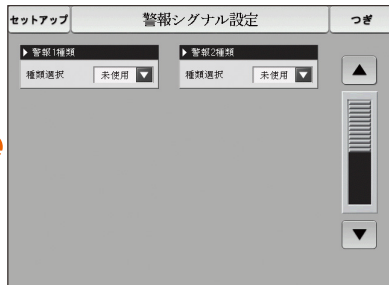 セットアップ
警報シグナル設定
つぎ
▶ 警報1種類
▶ 警報2種類
種類選択 未使用 ▼
種類選択 未使用 ▼
▲
▼